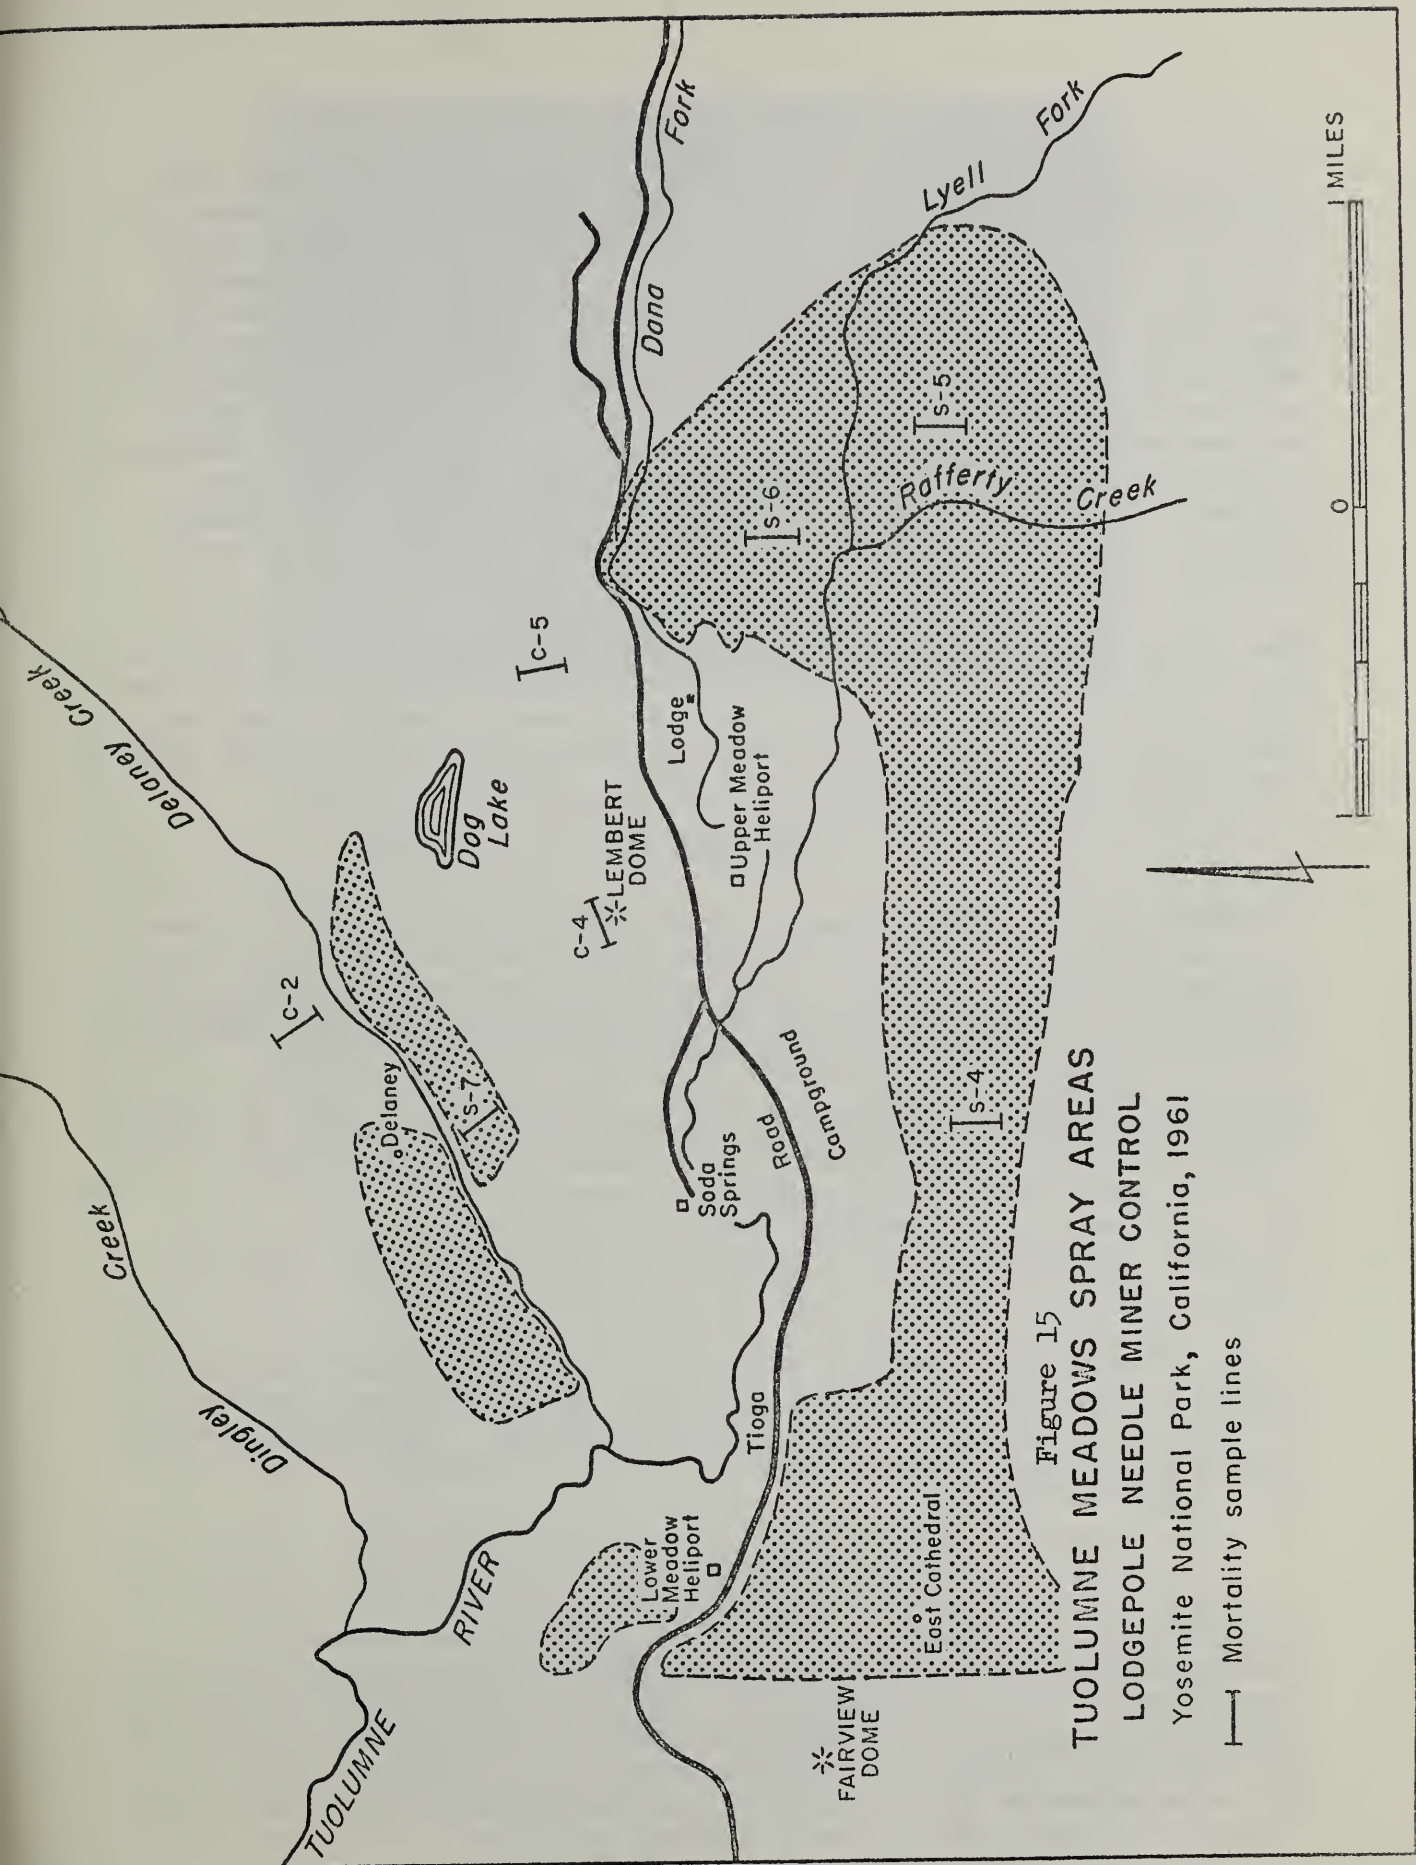 Dingley
Creek
Delaney Creek
TUOLUMNE
RIVER
C-2
Delaney
S-7
Dog
Lake
C-4
LEMBERT
DOME
C-5
Dana
Fork
Lyell
Fork
Lodge
Upper Meadow
Heliport
S-6
S-5
Rafferty
Creek
Soda
Springs
Road
Campground
Tioga
Lower
Meadow
Heliport
FAIRVIEW
DOME
East Cathedral
S-4
Figure 15
TUOLUMNE MEADOWS SPRAY AREAS
LODGEPOLE NEEDLE MINER CONTROL
Yosemite National Park, California, 1961
Mortality sample lines
1 0 1 MILES